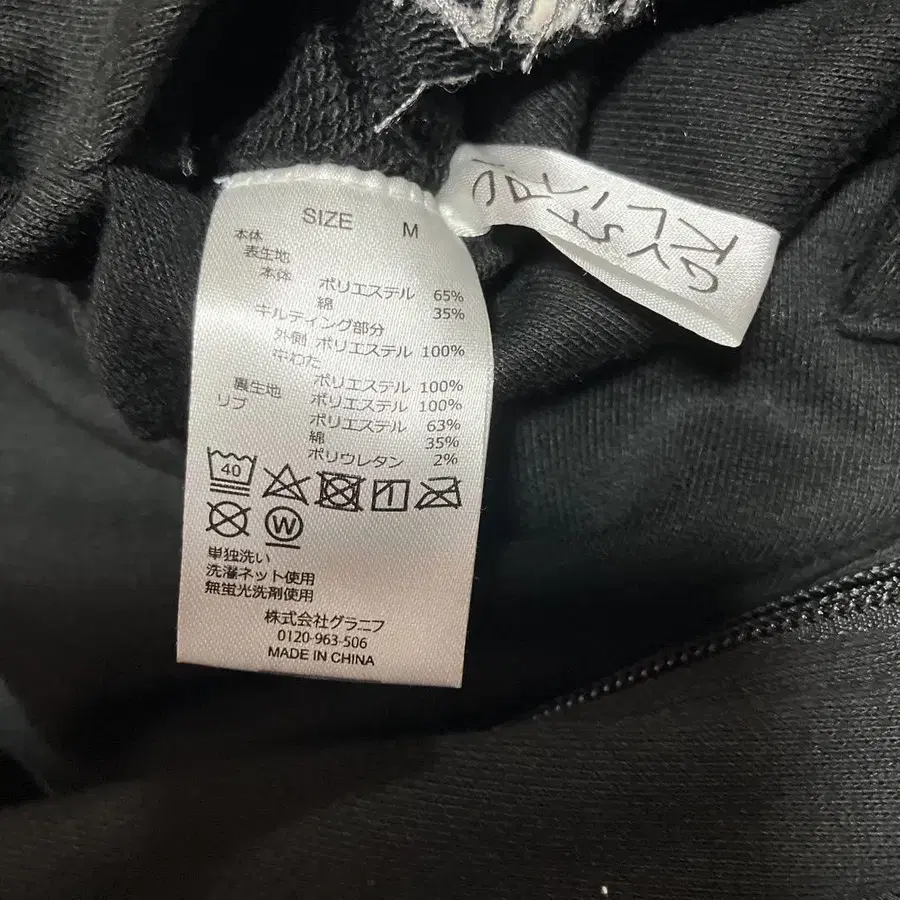 SIZE M
本体
表生地
本体 ポリエステル 65%
綿 35%
キルティング部分
外側 ポリエステル 100%
中わた
ポリエステル 100%
裏生地 ポリエステル 100%
リブ ポリエステル 63%
綿 35%
ポリウレタン 2%
40
W
単独洗い
洗濯ネット使用
無蛍光洗剤使用
株式会社グラニフ
0120-963-506
MADE IN CHINA